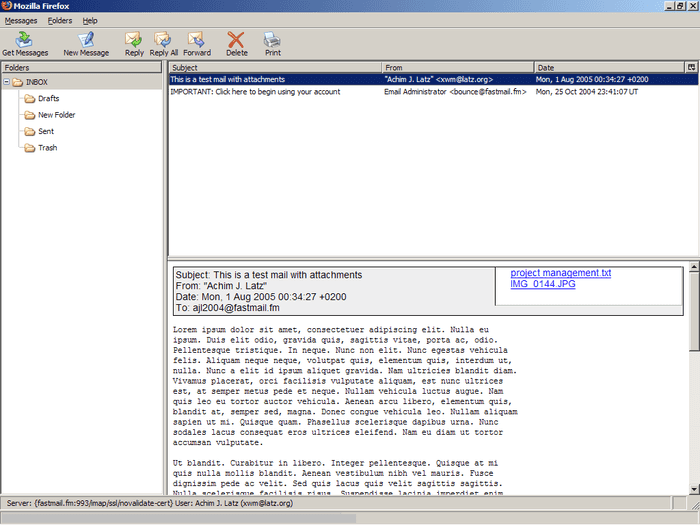 Mozilla Firefox
Messages Folders Help
Get Messages New Message Reply Reply All Forward Delete Print
Folders
INBOX
Drafts
New Folder
Sent
Trash
Subject From Date
This is a test mail with attachments "Achim J. Latz" <xwm@latz.org> Mon, 1 Aug 2005 00:34:27 +0200
IMPORTANT: Click here to begin using your account Email Administrator <bounce@fastmail.fm> Mon, 25 Oct 2004 23:41:07 UT
Subject: This is a test mail with attachments
From: "Achim J. Latz"
Date: Mon, 1 Aug 2005 00:34:27 +0200
To: ajl2004@fastmail.fm
project management.txt
IMG_0144.JPG
Lorem ipsum dolor sit amet, consectetuer adipiscing elit. Nulla eu
ipsum. Duis elit odio, gravida quis, sagittis vitae, porta ac, odio.
Pellentesque tristique. In neque. Nunc non elit. Nunc egestas vehicula
felis. Aliquam neque neque, volutpat quis, elementum quis, interdum ut,
nulla. Nunc a elit id ipsum aliquet gravida. Nam ultricies blandit diam.
Vivamus placerat, orci facilisis vulputate aliquam, est nunc ultrices
est, at semper metus pede et neque. Nullam vehicula luctus augue. Nam
quis leo eu tortor auctor vehicula. Aenean arcu libero, elementum quis,
blandit at, semper sed, magna. Donec congue vehicula leo. Nullam aliquam
sapien ut mi. Quisque quam. Phasellus scelerisque dapibus urna. Nunc
sodales lacus consequat eros ultrices eleifend. Nam eu diam ut tortor
accumsan vulputate.
Ut blandit. Curabitur in libero. Integer pellentesque. Quisque at mi
quis nulla mollis blandit. Aenean vestibulum nibh vel mauris. Fusce
dignissim pede ac velit. Sed quis lacus quis velit sagittis sagittis.
Nulla scelerisque facilisis risus. Suspendisse lacinia imperdiet enim
Server: {fastmail.fm:993/imap/ssl/novalidate-cert} User: Achim J. Latz (xwm@latz.org)